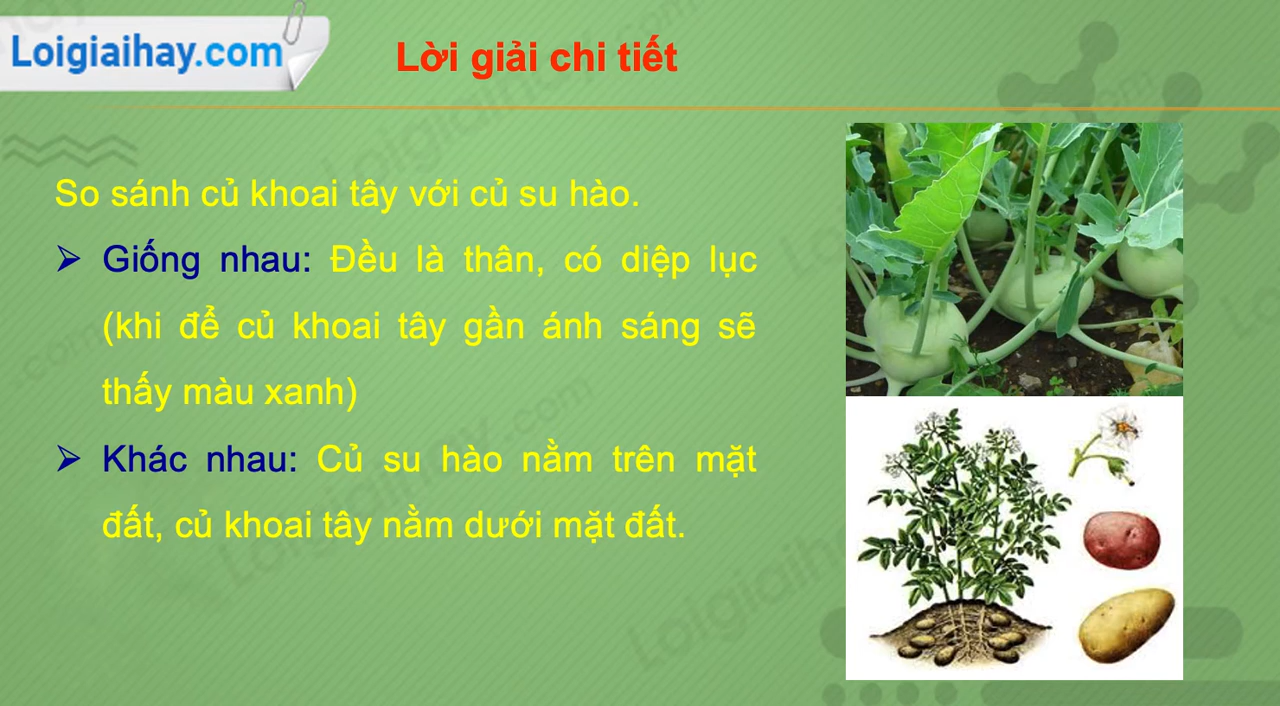 Loigiaihay.com
Lời giải chi tiết
So sánh củ khoai tây với củ su hào.
➢ Giống nhau: Đều là thân, có diệp lục
(khi để củ khoai tây gần ánh sáng sẽ
thấy màu xanh)
➢ Khác nhau: Củ su hào nằm trên mặt
đất, củ khoai tây nằm dưới mặt đất.